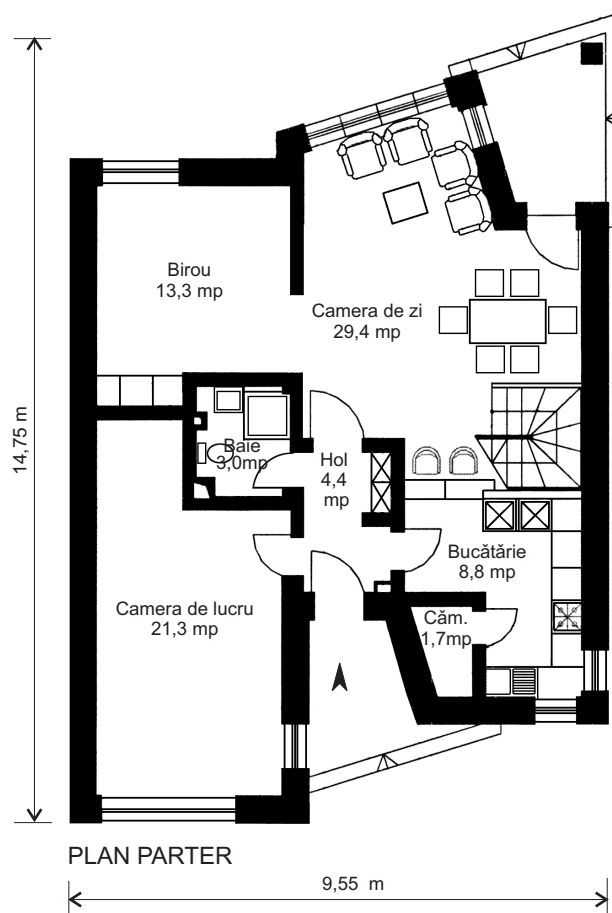 14,75 m
Birou
13,3 mp
Camera de zi
29,4 mp
Baie
3,0mp
Hol
4,4
mp
Bucătărie
8,8 mp
Camera de lucru
21,3 mp
Căm.
1,7mp
PLAN PARTER
9,55 m